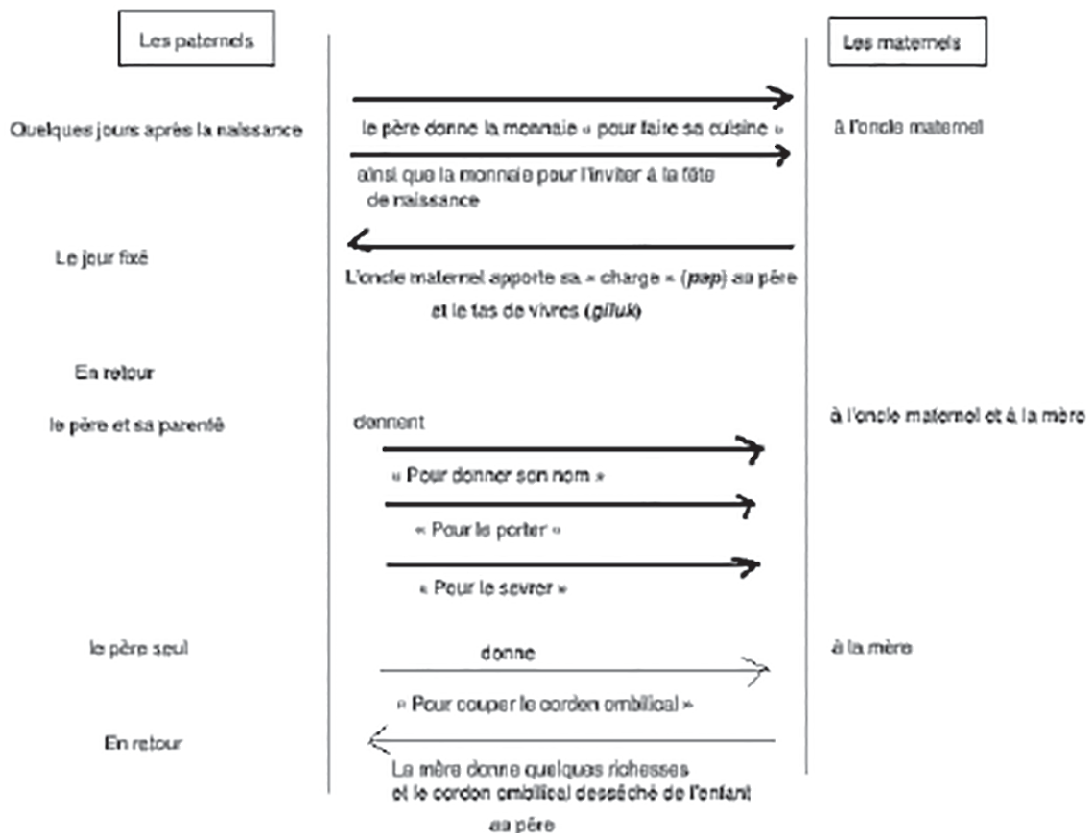 Les paternels
Les maternels
Quelques jours après la naissance
le père donne la monnaie « pour faire sa cuisine »
à l'oncle maternel
ainsi que la monnaie pour l'inviter à la fête
de naissance
Le jour fixé
L'oncle maternel apporte sa « charge » (pap) au père
et le tas de vivres (giluk)
En retour
le père et sa parenté
donnent
à l'oncle maternel et à la mère
« Pour donner son nom »
« Pour le porter »
« Pour le sevrer »
le père seul
donne
à la mère
« Pour couper le cordon ombilical »
En retour
La mère donne quelques richesses
et le cordon ombilical desséché de l'enfant
au père